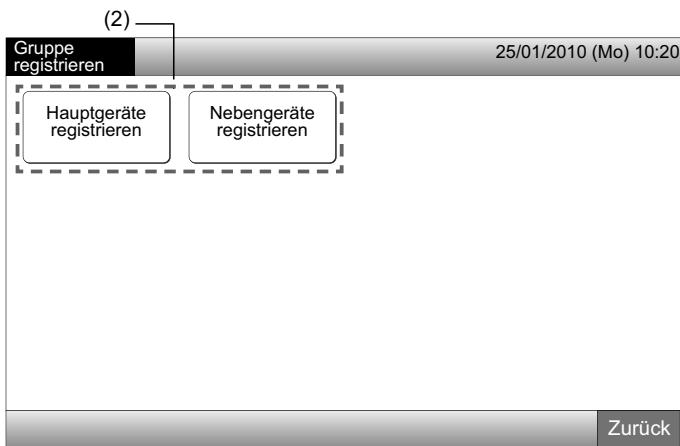 (2)
Gruppe
registrieren
25/01/2010 (Mo) 10:20
Hauptgeräte
registrieren
Nebengeräte
registrieren
Zurück